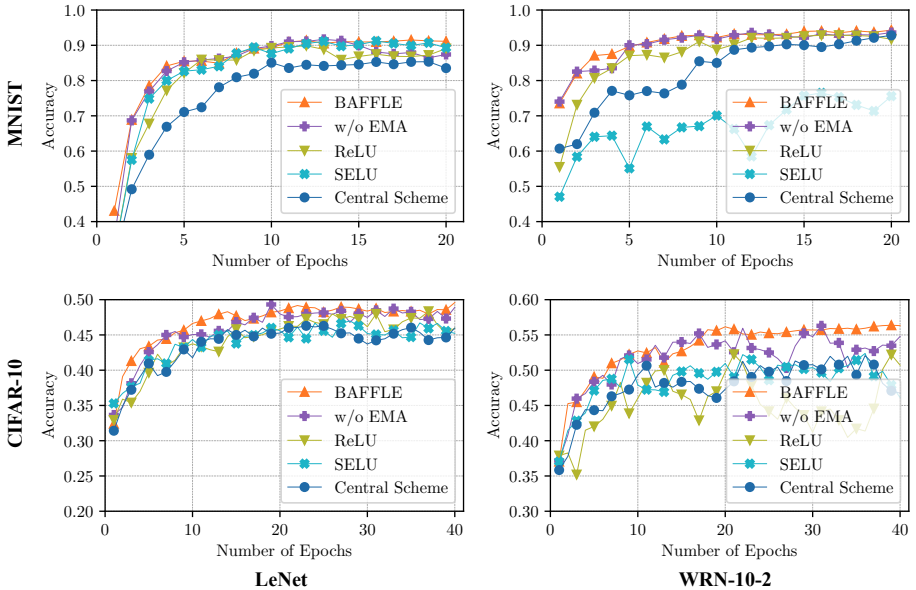 MNIST
Accuracy
1.0
0.9
0.8
0.7
0.6
0.5
0.4
0
5
10
15
20
Number of Epochs
BAFFLE
w/o EMA
ReLU
SELU
Central Scheme
Accuracy
1.0
0.9
0.8
0.7
0.6
0.5
0.4
0
5
10
15
20
Number of Epochs
BAFFLE
w/o EMA
ReLU
SELU
Central Scheme
CIFAR-10
Accuracy
0.50
0.45
0.40
0.35
0.30
0.25
0.20
0
10
20
30
40
Number of Epochs
BAFFLE
w/o EMA
ReLU
SELU
Central Scheme
LeNet
Accuracy
0.60
0.55
0.50
0.45
0.40
0.35
0.30
0
10
20
30
40
Number of Epochs
BAFFLE
w/o EMA
ReLU
SELU
Central Scheme
WRN-10-2